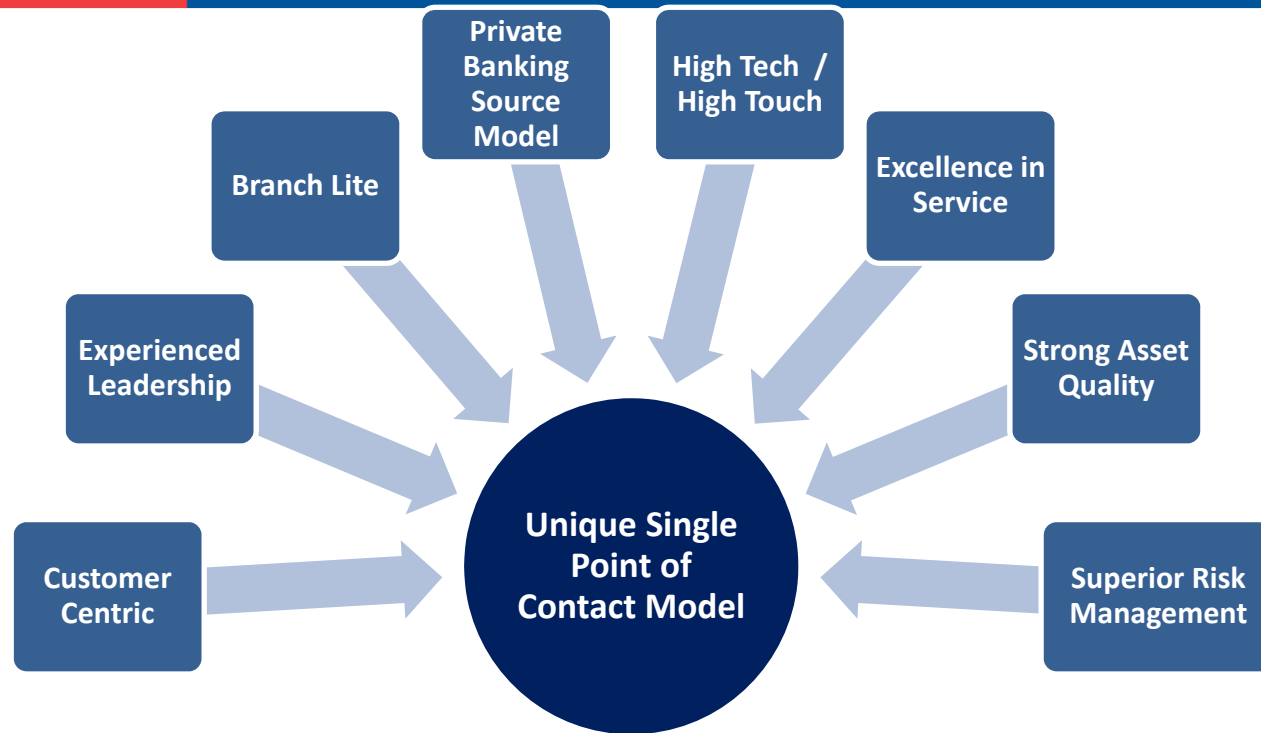 Private
Banking
Source
Model
High Tech /
High Touch
Branch Lite
Excellence in
Service
Experienced
Leadership
Strong Asset
Quality
Customer
Centric
Unique Single
Point of
Contact Model
Superior Risk
Management